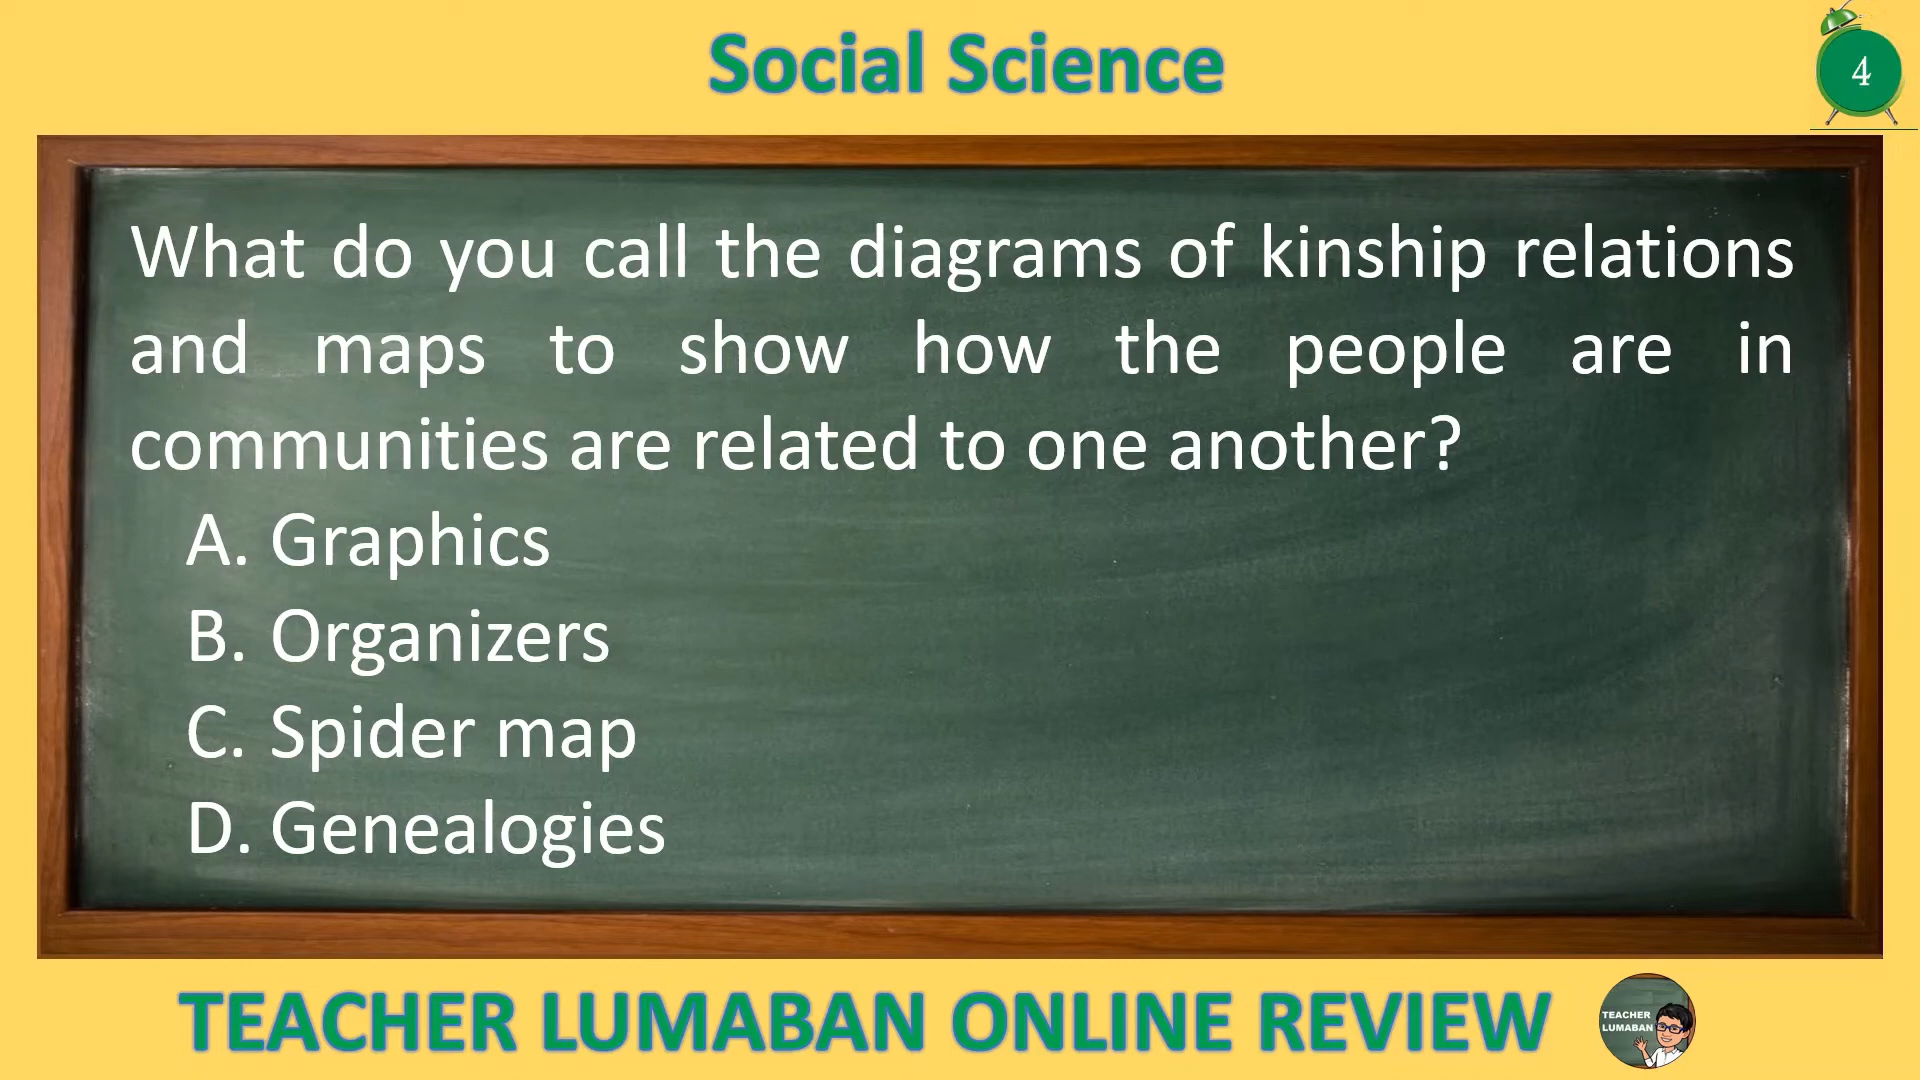 Social Science
4
What do you call the diagrams of kinship relations
and maps to show how the people are in
communities are related to one another?
A. Graphics
B. Organizers
C. Spider map
D. Genealogies
TEACHER LUMABAN ONLINE REVIEW
TEACHER
LUMABAN